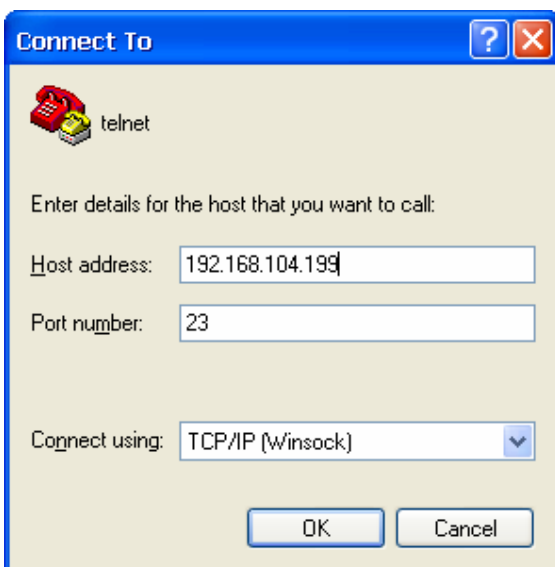 Connect To
telnet
Enter details for the host that you want to call:
Host address: 192.168.104.199
Port number: 23
Connect using: TCP/IP (Winsock)
OK Cancel